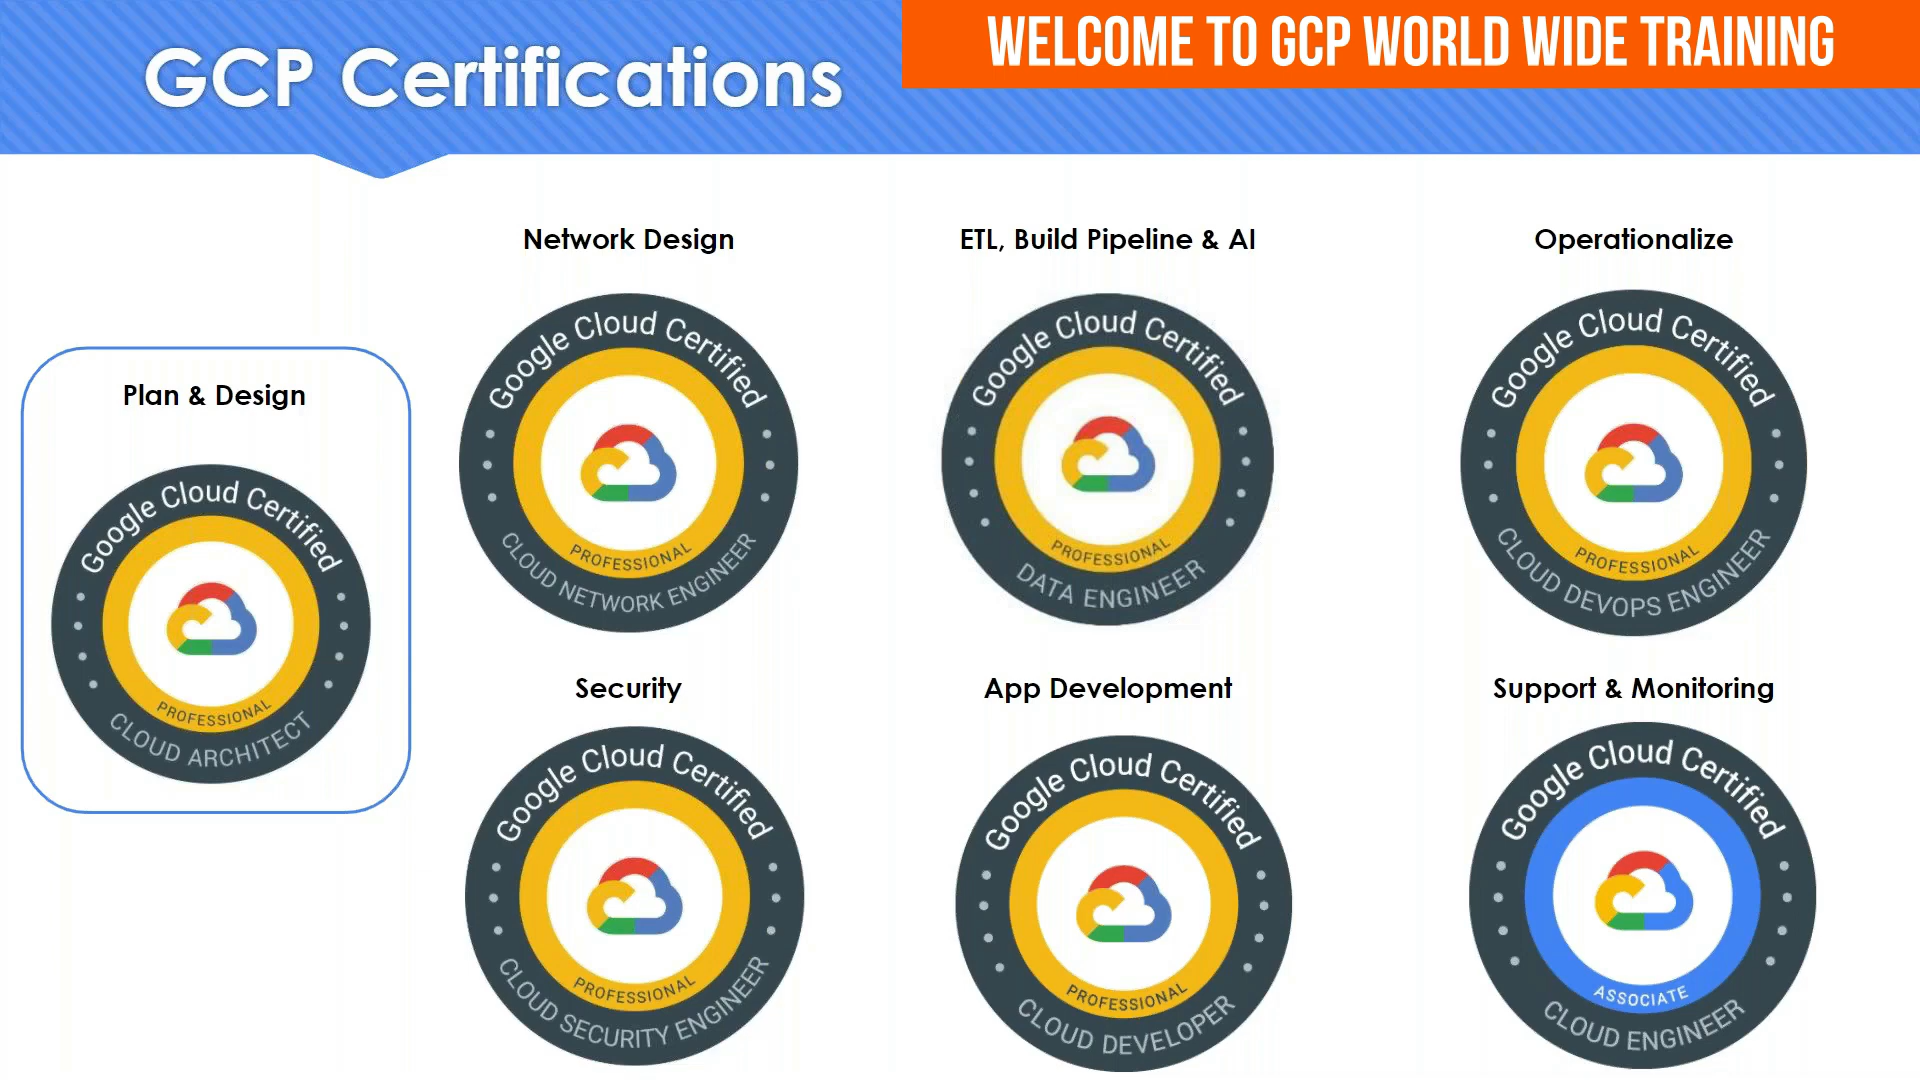 GCP Certifications
WELCOME TO GCP WORLD WIDE TRAINING
Plan & Design
Google Cloud Certified
PROFESSIONAL
CLOUD ARCHITECT
Network Design
Google Cloud Certified
PROFESSIONAL
CLOUD NETWORK ENGINEER
ETL, Build Pipeline & AI
Google Cloud Certified
PROFESSIONAL
DATA ENGINEER
Operationalize
Google Cloud Certified
PROFESSIONAL
CLOUD DEVOPS ENGINEER
Security
Google Cloud Certified
PROFESSIONAL
CLOUD SECURITY ENGINEER
App Development
Google Cloud Certified
PROFESSIONAL
CLOUD DEVELOPER
Support & Monitoring
Google Cloud Certified
ASSOCIATE
CLOUD ENGINEER